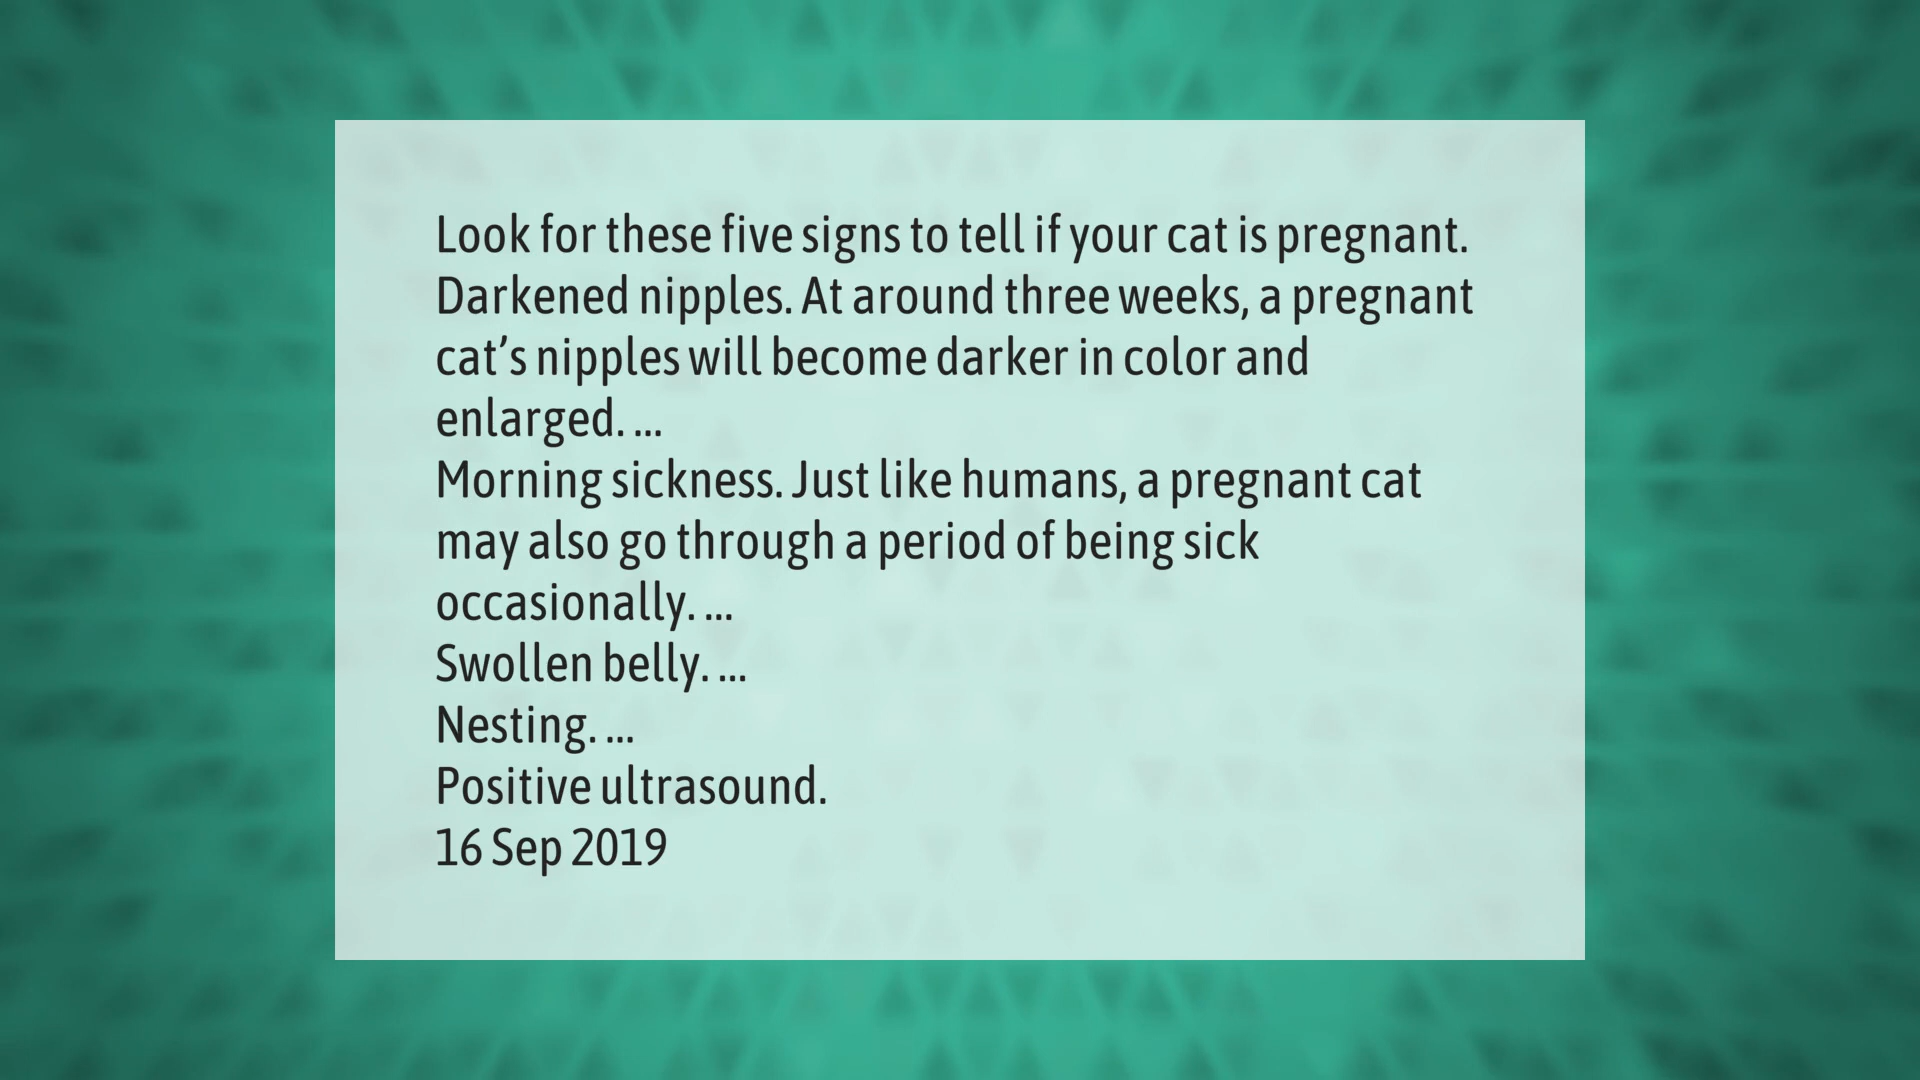 Look for these five signs to tell if your cat is pregnant.
Darkened nipples. At around three weeks, a pregnant
cat’s nipples will become darker in color and
enlarged. ...
Morning sickness. Just like humans, a pregnant cat
may also go through a period of being sick
occasionally. ...
Swollen belly. ...
Nesting. ...
Positive ultrasound.
16 Sep 2019